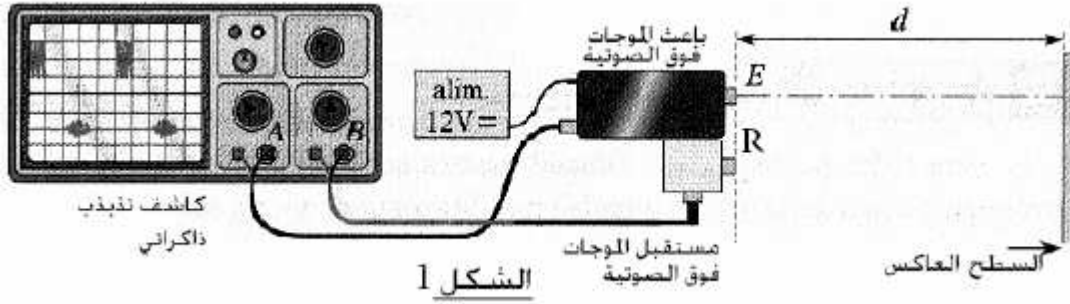 باعث الموجات
فوق الصوتية
d
E
alim.
12V=
R
A
B
كاشف تذبذب
ذاكراتي
مستقبل الموجات
فوق الصوتية
السطح العاكس
الشكل 1